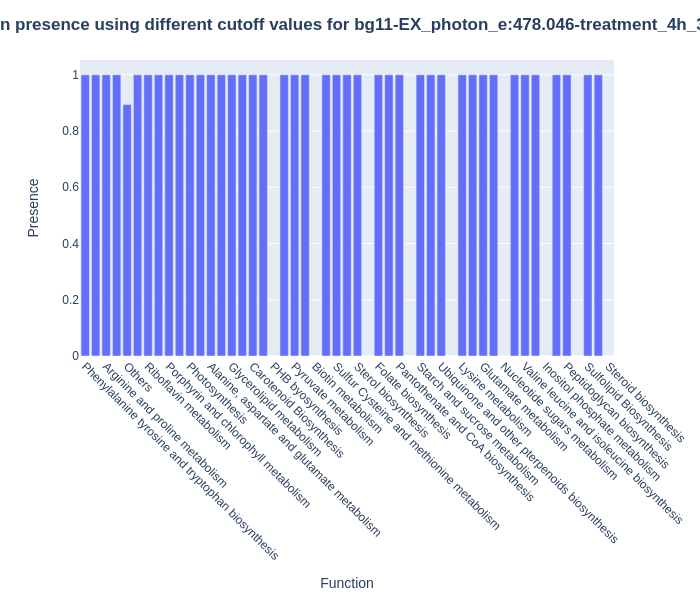 n presence using different cutoff values for bg11-EX_photon_e:478.046-treatment_4h_3
1
0.8
0.6
0.4
0.2
0
Presence
Phenylalanine tyrosine and tryptophan biosynthesis
Arginine and proline metabolism
Others
Riboflavin metabolism
Porphyrin and chlorophyll metabolism
Photosynthesis
Alanine, aspartate and glutamate metabolism
Glycerolipid metabolism
Carotenoid Biosynthesis
PHB byosynthesis
Pyruvate metabolism
Biotin metabolism
Sulfur Cysteine and methionine metabolism
Sterol biosynthesis
Folate biosynthesis
Pantothenate and CoA biosynthesis
Starch and sucrose metabolism
Ubiquinone and other pterpenoids biosynthesis
Lysine metabolism
Glutamate metabolism
Nucleotide sugars metabolism
Valine leucine and isoleucine biosynthesis
Inositol phosphate metabolism
Peptidoglycan biosynthesis
Sulfolipid Biosynthesis
Steroid biosynthesis
Function